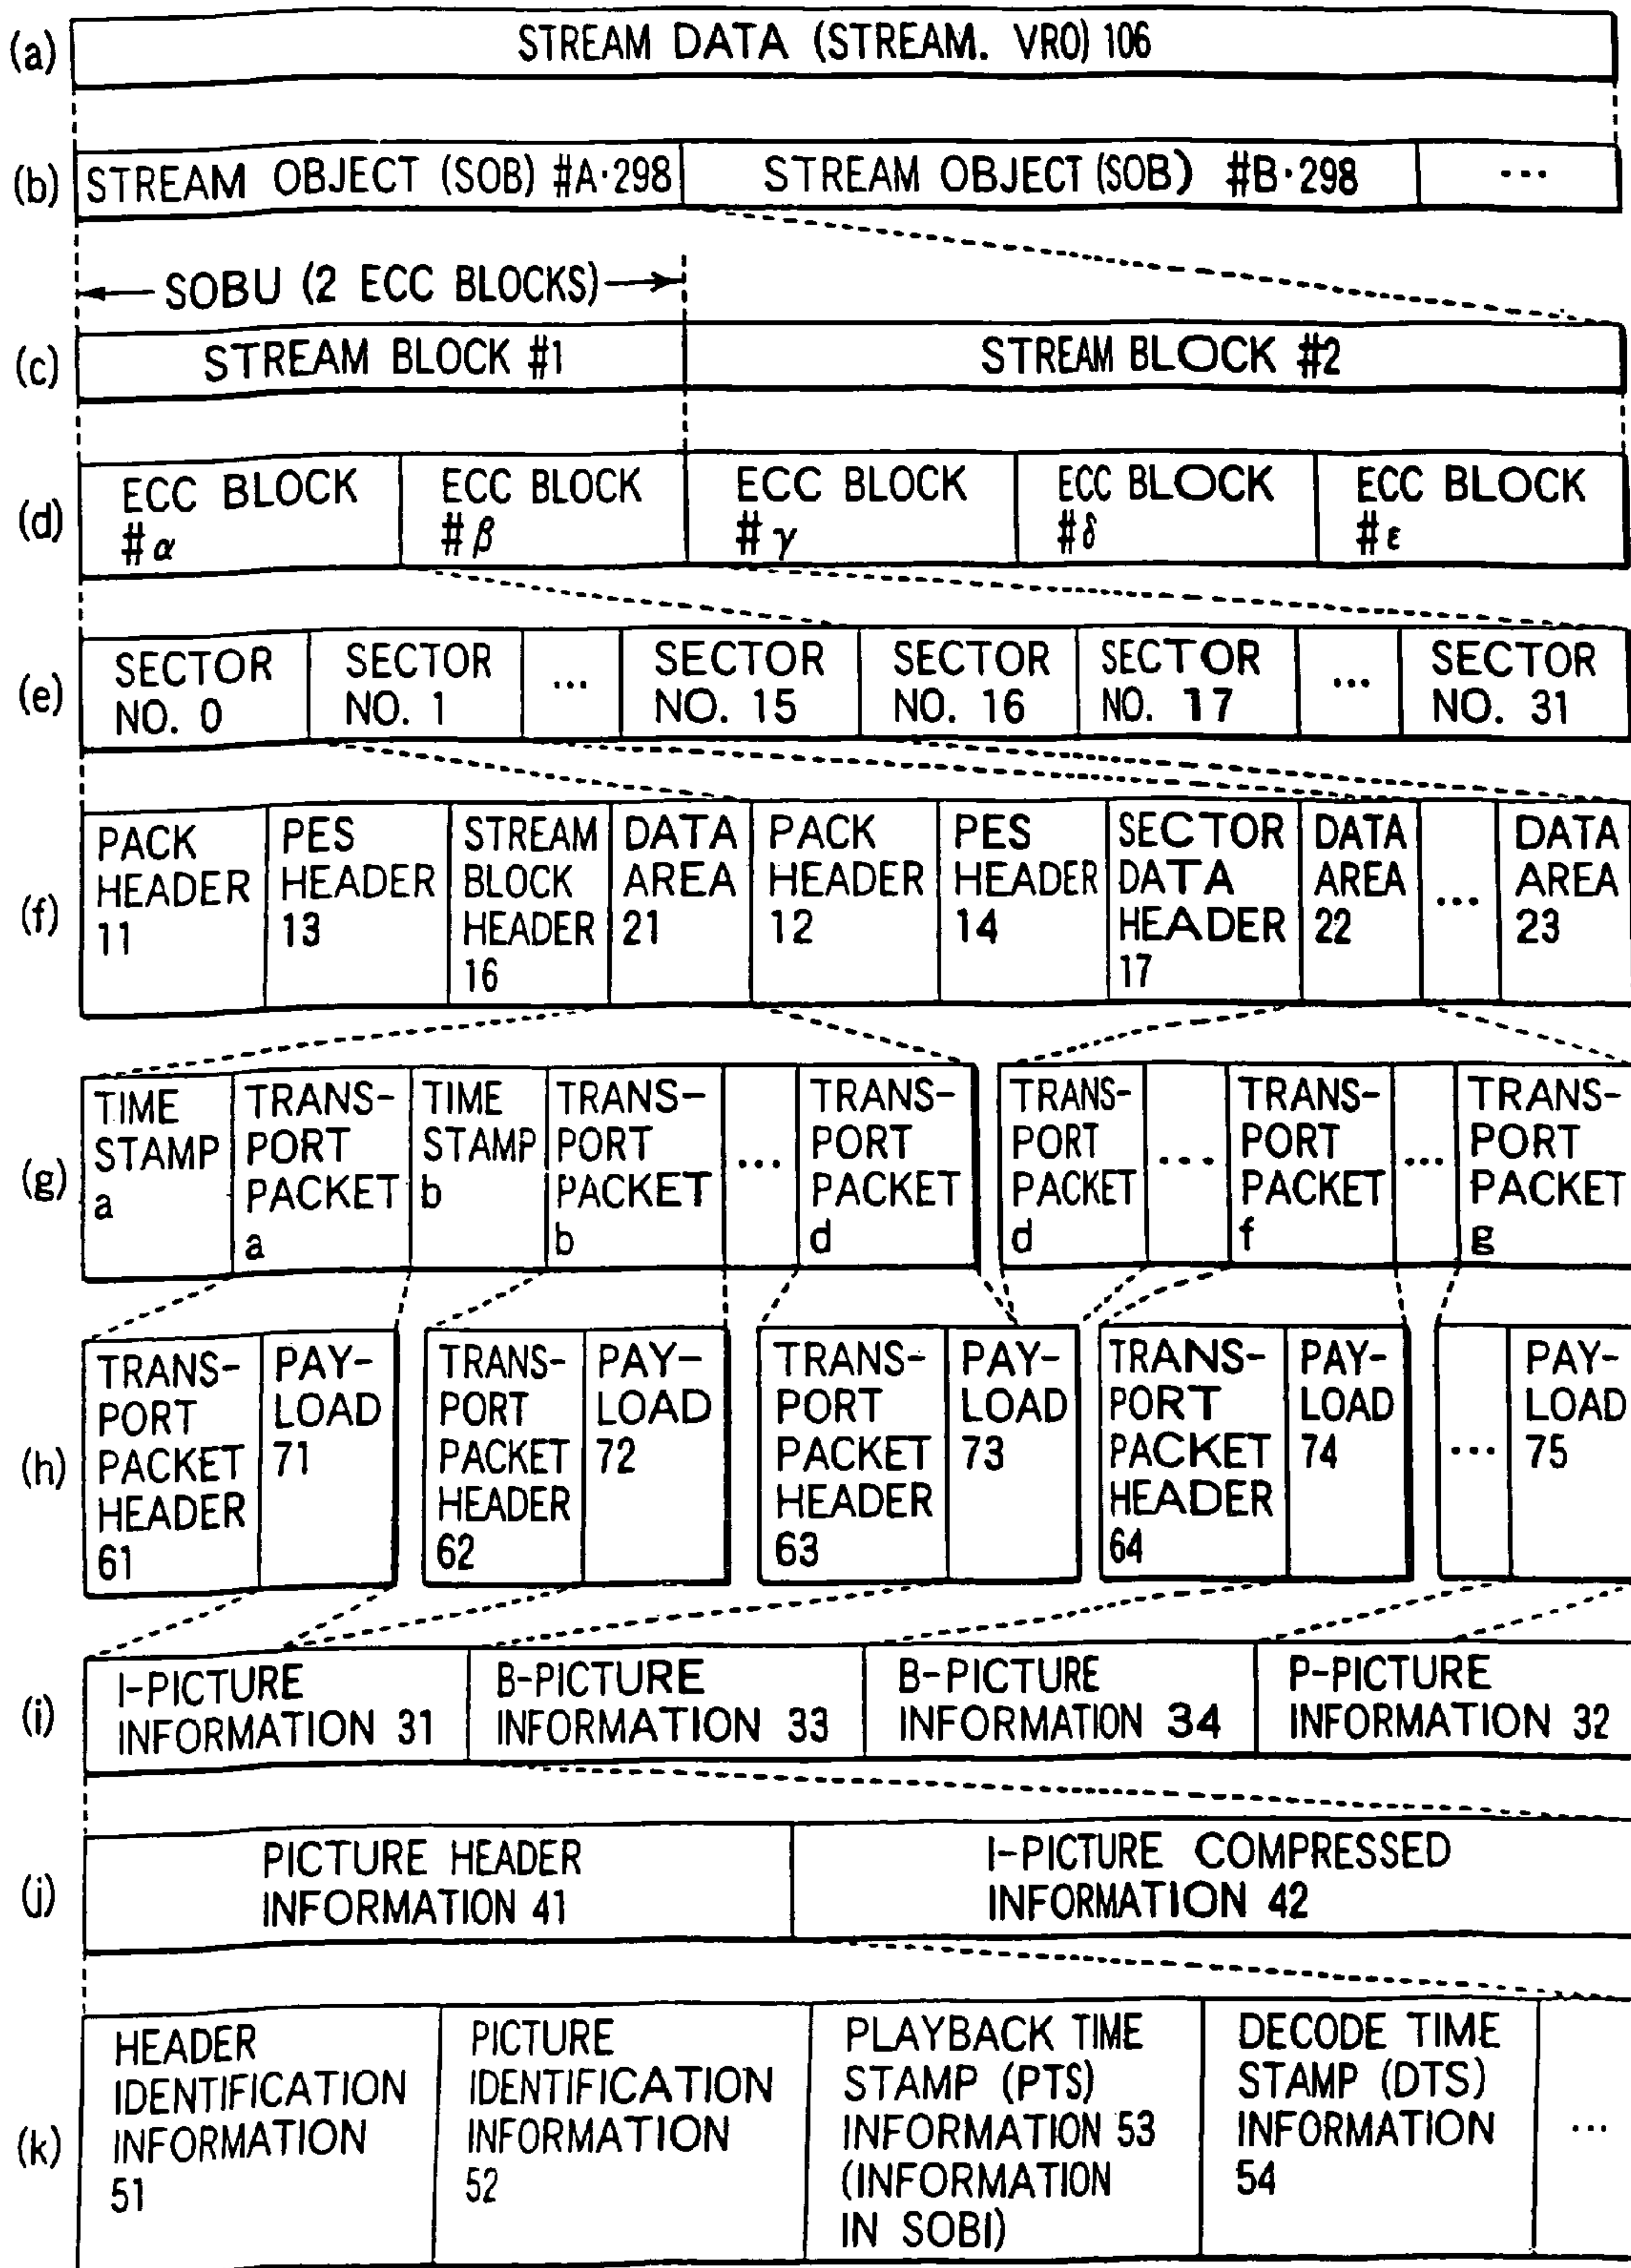 (a) STREAM DATA (STREAM. VRO) 106
(b) STREAM OBJECT (SOB) #A·298 STREAM OBJECT (SOB) #B·298 ...
SOBU (2 ECC BLOCKS)
(c) STREAM BLOCK #1 STREAM BLOCK #2
(d)
ECC BLOCK
#α
ECC BLOCK
#β
ECC BLOCK
#γ
ECC BLOCK
#δ
ECC BLOCK
#ε
(e)
SECTOR
NO. 0
SECTOR
NO. 1
...
SECTOR
NO. 15
SECTOR
NO. 16
SECTOR
NO. 17
...
SECTOR
NO. 31
(f)
PACK
HEADER
11
PES
HEADER
13
STREAM
BLOCK
HEADER
16
DATA
AREA
21
PACK
HEADER
12
PES
HEADER
14
SECTOR
DATA
HEADER
17
DATA
AREA
22
...
DATA
AREA
23
(g)
TIME
STAMP
a
TRANS-
PORT
PACKET
a
TIME
STAMP
b
TRANS-
PORT
PACKET
b
...
TRANS-
PORT
PACKET
d
TRANS-
PORT
PACKET
d
...
TRANS-
PORT
PACKET
f
...
TRANS-
PORT
PACKET
g
(h)
TRANS-
PORT
PACKET
HEADER
61
PAY-
LOAD
71
TRANS-
PORT
PACKET
HEADER
62
PAY-
LOAD
72
TRANS-
PORT
PACKET
HEADER
63
PAY-
LOAD
73
TRANS-
PORT
PACKET
HEADER
64
PAY-
LOAD
74
...
PAY-
LOAD
75
(i)
I-PICTURE
INFORMATION 31
B-PICTURE
INFORMATION 33
B-PICTURE
INFORMATION 34
P-PICTURE
INFORMATION 32
(j)
PICTURE HEADER
INFORMATION 41
I-PICTURE COMPRESSED
INFORMATION 42
(k)
HEADER
IDENTIFICATION
INFORMATION
51
PICTURE
IDENTIFICATION
INFORMATION
52
PLAYBACK TIME
STAMP (PTS)
INFORMATION 53
(INFORMATION
IN SOBI)
DECODE TIME
STAMP (DTS)
INFORMATION
54
...